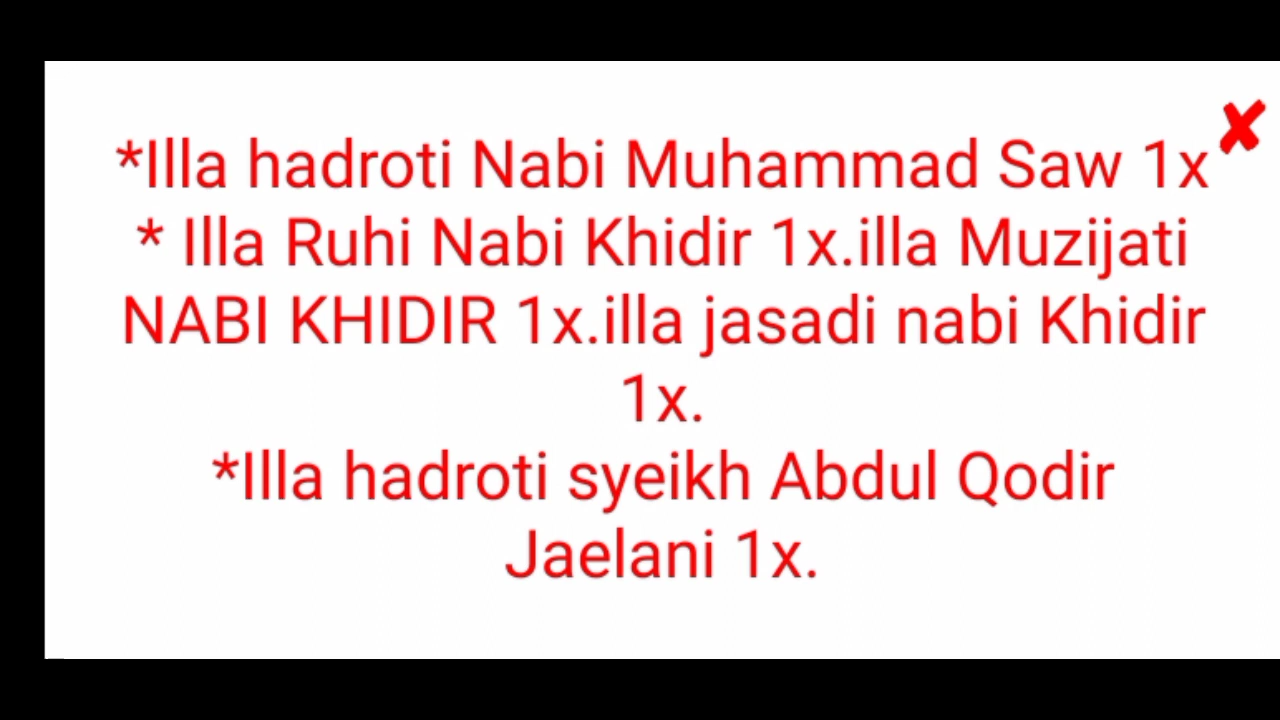 *Illa hadroti Nabi Muhammad Saw 1x
* Illa Ruhi Nabi Khidir 1x.illa Muzijati
NABI KHIDIR 1x.illa jasadi nabi Khidir
1x.
*Illa hadroti syeikh Abdul Qodir
Jaelani 1x.